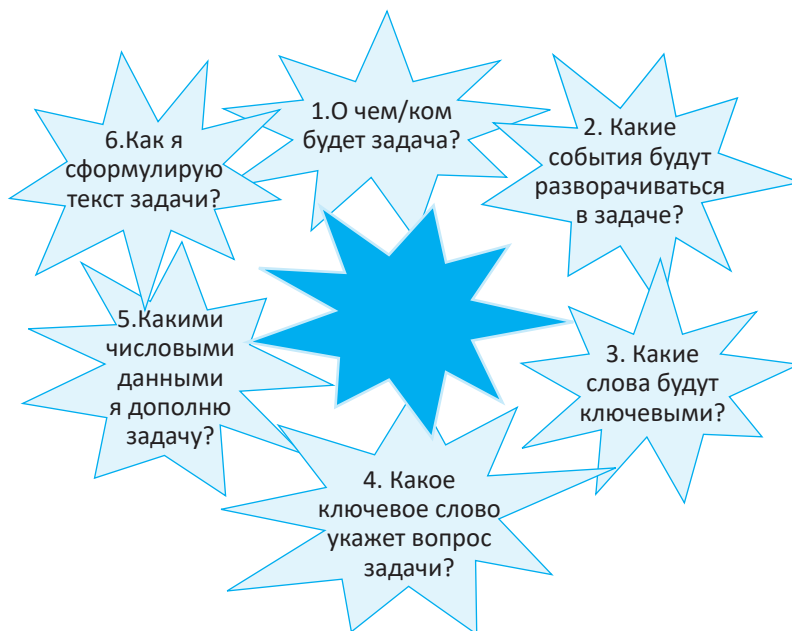 1.О чем/ком
будет задача?
2. Какие
события будут
разворачиваться
в задаче?
3. Какие
слова будут
ключевыми?
4. Какое
ключевое слово
укажет вопрос
задачи?
5.Какими
числовыми
данными
я дополню
задачу?
6.Как я
сформулирую
текст задачи?